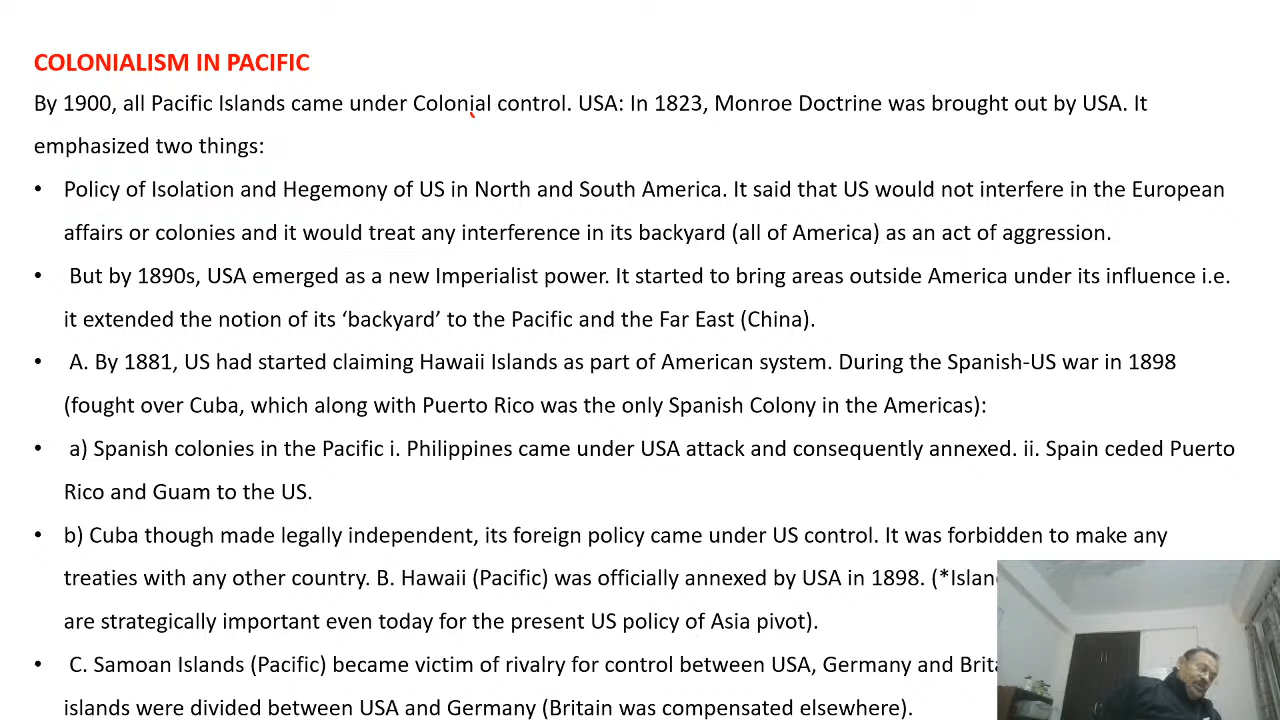 COLONIALISM IN PACIFIC
By 1900, all Pacific Islands came under Colonial control. USA: In 1823, Monroe Doctrine was brought out by USA. It
emphasized two things:
• Policy of Isolation and Hegemony of US in North and South America. It said that US would not interfere in the European
affairs or colonies and it would treat any interference in its backyard (all of America) as an act of aggression.
• But by 1890s, USA emerged as a new Imperialist power. It started to bring areas outside America under its influence i.e.
it extended the notion of its ‘backyard’ to the Pacific and the Far East (China).
• A. By 1881, US had started claiming Hawaii Islands as part of American system. During the Spanish-US war in 1898
(fought over Cuba, which along with Puerto Rico was the only Spanish Colony in the Americas):
• a) Spanish colonies in the Pacific i. Philippines came under USA attack and consequently annexed. ii. Spain ceded Puerto
Rico and Guam to the US.
• b) Cuba though made legally independent, its foreign policy came under US control. It was forbidden to make any
treaties with any other country. B. Hawaii (Pacific) was officially annexed by USA in 1898.
are strategically important even today for the present US policy of Asia pivot).
• C. Samoan Islands (Pacific) became victim of rivalry for control between USA, Germany and
islands were divided between USA and Germany (Britain was compensated elsewhere).